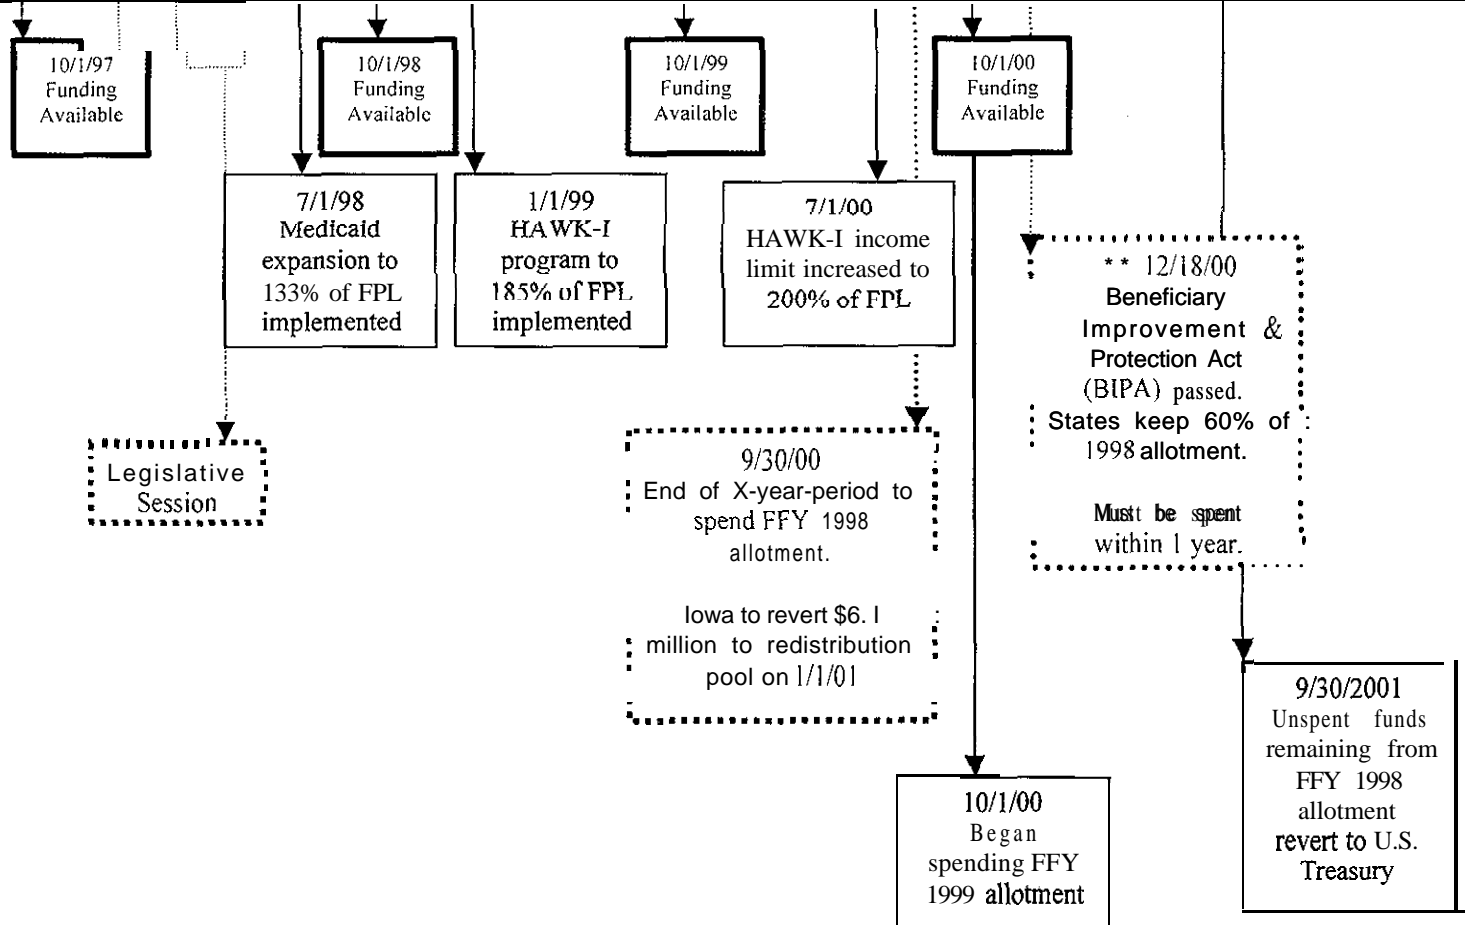 10/1/97
Funding
Available
10/1/98
Funding
Available
10/1/99
Funding
Available
10/1/00
Funding
Available
7/1/98
Medicaid
expansion to
133% of FPL
implemented
1/1/99
HAWK-I
program to
185% of FPL
implemented
7/1/00
HAWK-I income
limit increased to
200% of FPL
** 12/18/00
Beneficiary
Improvement &
Protection Act
(BIPA) passed.
States keep 60% of
1998 allotment.
Must be spent
within 1 year.
Legislative
Session
9/30/00
End of X-year-period to
spend FFY 1998
allotment.
Iowa to revert $6. I
million to redistribution
pool on 1/1/01
9/30/2001
Unspent funds
remaining from
FFY 1998
allotment
revert to U.S.
Treasury
10/1/00
Began
spending FFY
1999 allotment